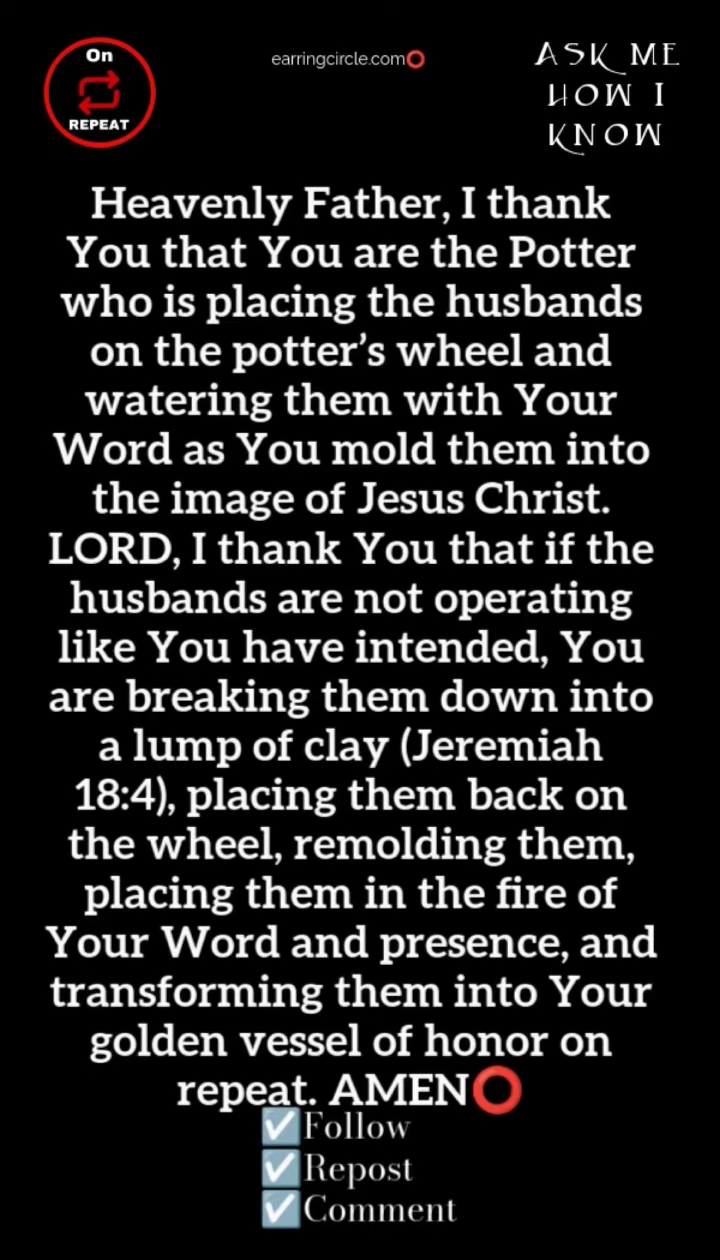 On
REPEAT
earringcircle.com⭕
ASK ME
HOW I
KNOW
Heavenly Father, I thank
You that You are the Potter
who is placing the husbands
on the potter’s wheel and
watering them with Your
Word as You mold them into
the image of Jesus Christ.
LORD, I thank You that if the
husbands are not operating
like You have intended, You
are breaking them down into
a lump of clay (Jeremiah
18:4), placing them back on
the wheel, remolding them,
placing them in the fire of
Your Word and presence, and
transforming them into Your
golden vessel of honor on
repeat. AMEN⭕
☑️Follow
☑️Repost
☑️Comment